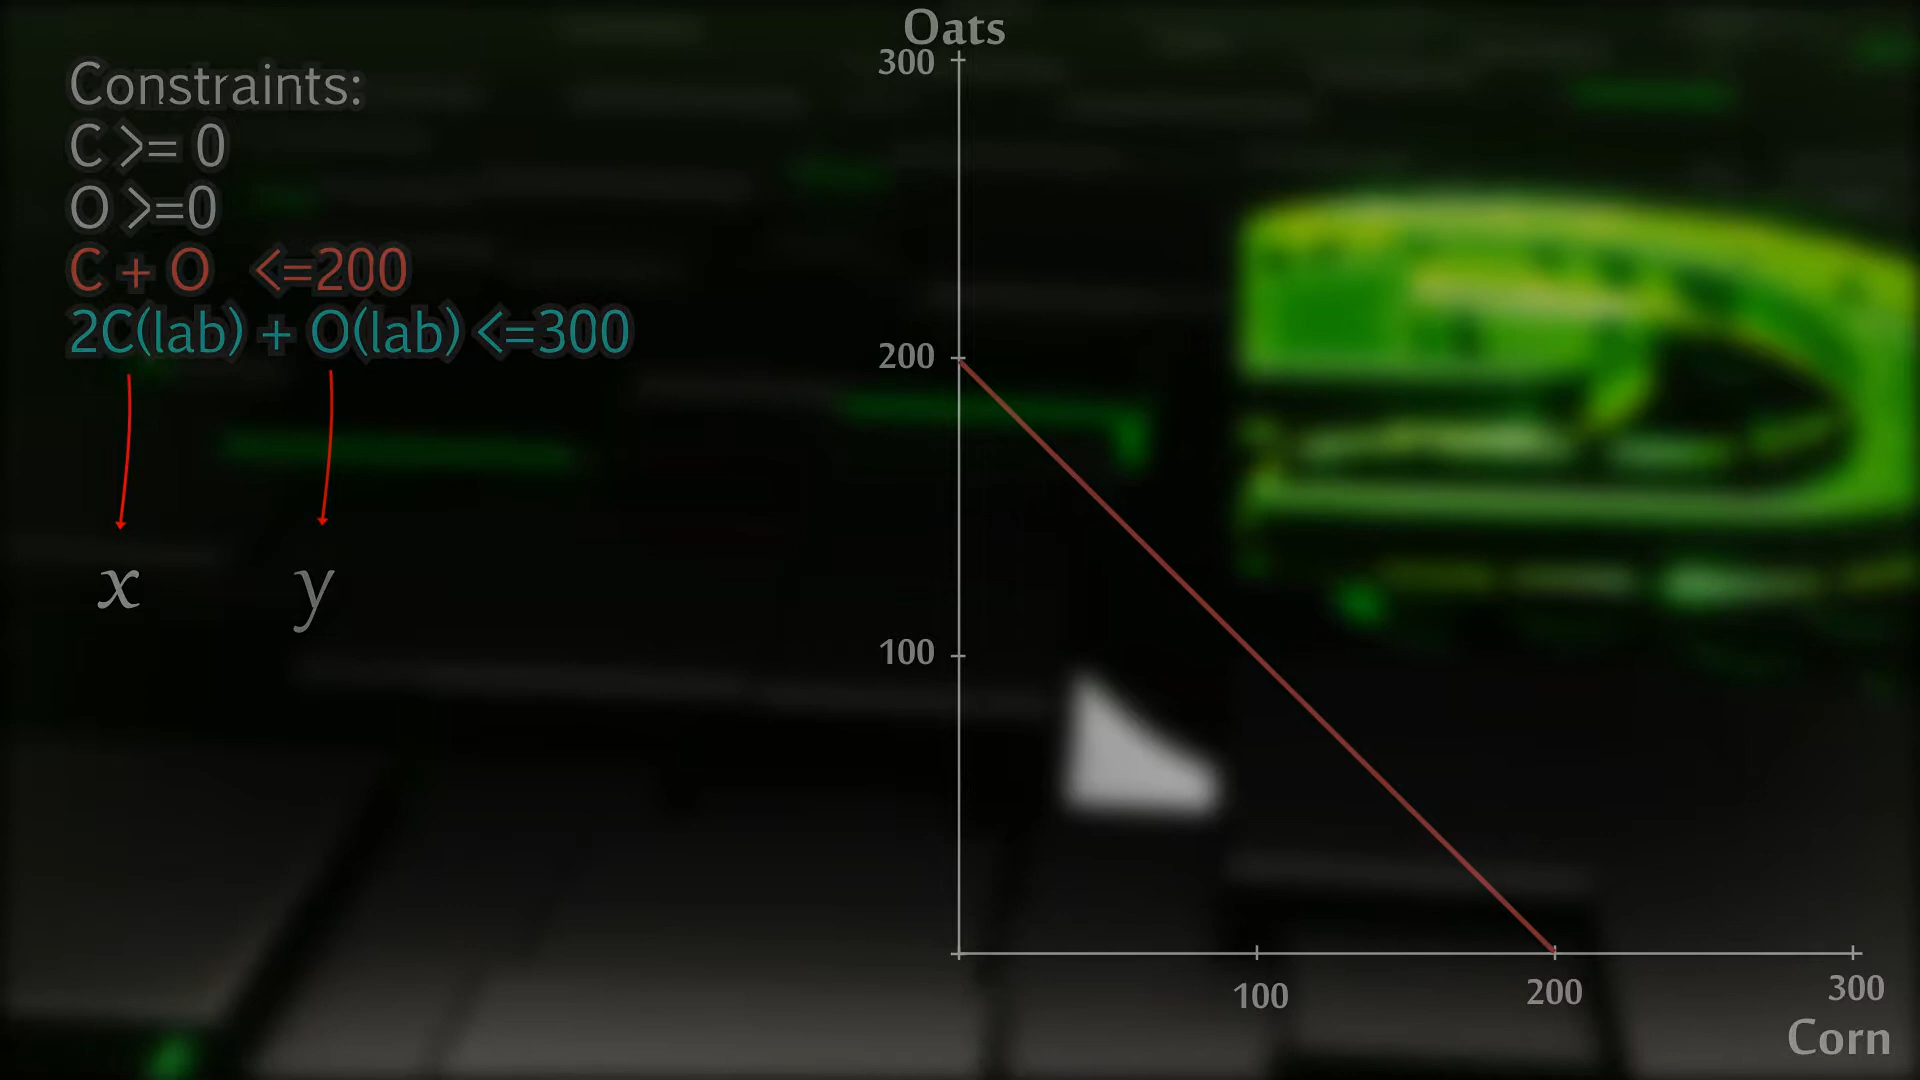 Constraints:
C >= 0
O >=0
C + O <=200
2C(lab) + O(lab) <=300
x y
Oats
300
200
100
100 200 300
Corn